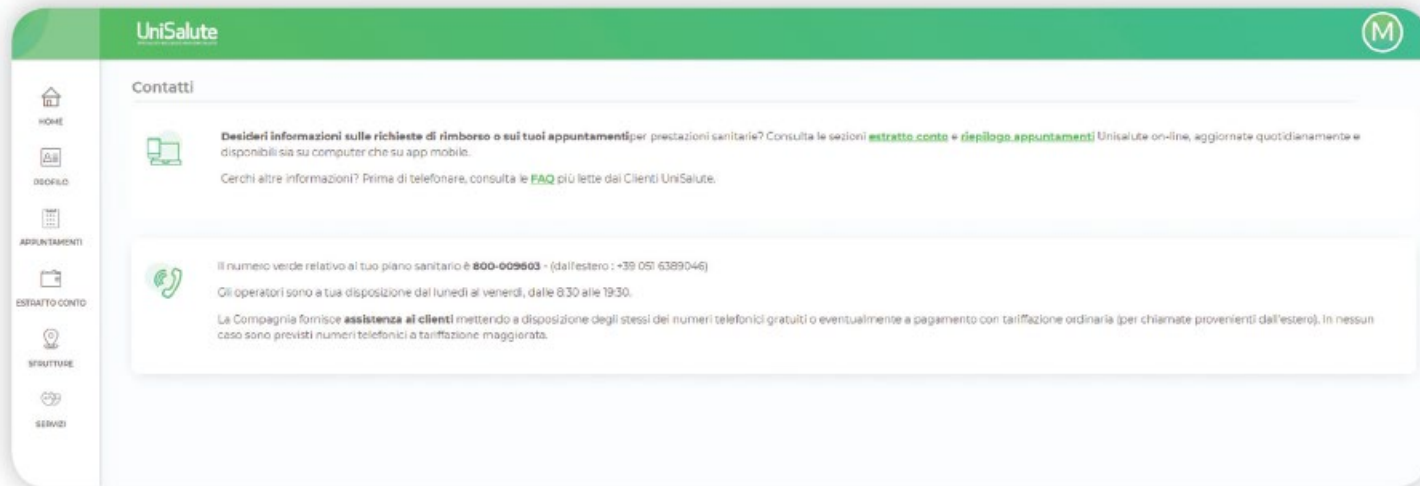 UniSalute
M
Contatti
HOME
PROFILO
APPUNTAMENTI
ESTRATTO CONTO
STRUTTURE
SERVIZI
Desideri informazioni sulle richieste di rimborso o sui tuoi appuntamentiper prestazioni sanitarie? Consulta le sezioni estratto conto e riepilogo appuntamenti Unisalute on-line, aggiornate quotidianamente e
disponibili sia su computer che su app mobile.
Cerchi altre informazioni? Prima di telefonare, consulta le FAQ più lette dai Clienti UniSalute.
Il numero verde relativo al tuo piano sanitario è 800-009603 - (dall'estero : +39 051 6389046)
Gli operatori sono a tua disposizione dal lunedì al venerdì, dalle 8:30 alle 19:30.
La Compagnia fornisce assistenza ai clienti mettendo a disposizione degli stessi dei numeri telefonici gratuiti o eventualmente a pagamento con tariffazione ordinaria (per chiamate provenienti dall'estero). In nessun
caso sono previsti numeri telefonici a tariffazione maggiorata.